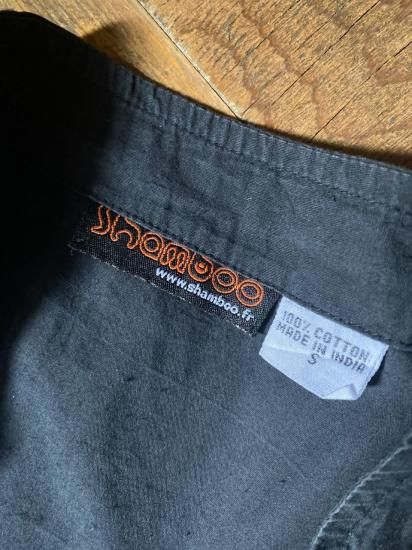 shamboo
www.shamboo.fr
100% COTTON
MADE IN INDIA
S